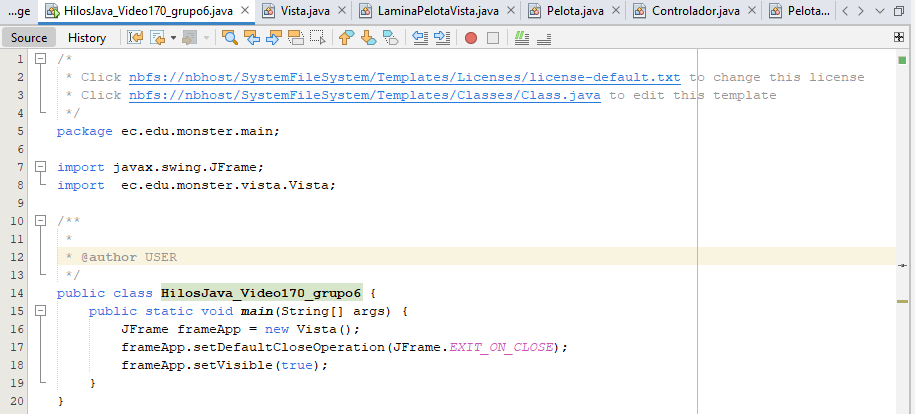 ...ge HilosJava_Video170_grupo6.java Vista.java LaminaPelotaVista.java Pelota.java Controlador.java Pelota...
Source History
1 /*
2 * Click nbfs://nbhost/SystemFileSystem/Templates/Licenses/license-default.txt to change this license
3 * Click nbfs://nbhost/SystemFileSystem/Templates/Classes/Class.java to edit this template
4 */
5 package ec.edu.monster.main;
6
7 import javax.swing.JFrame;
8 import  ec.edu.monster.vista.Vista;
9
10 /**
11 *
12 * @author USER
13 */
14 public class HilosJava_Video170_grupo6 {
15 public static void main(String[] args) {
16 JFrame frameApp = new Vista();
17 frameApp.setDefaultCloseOperation(JFrame.EXIT_ON_CLOSE);
18 frameApp.setVisible(true);
19 }
20 }